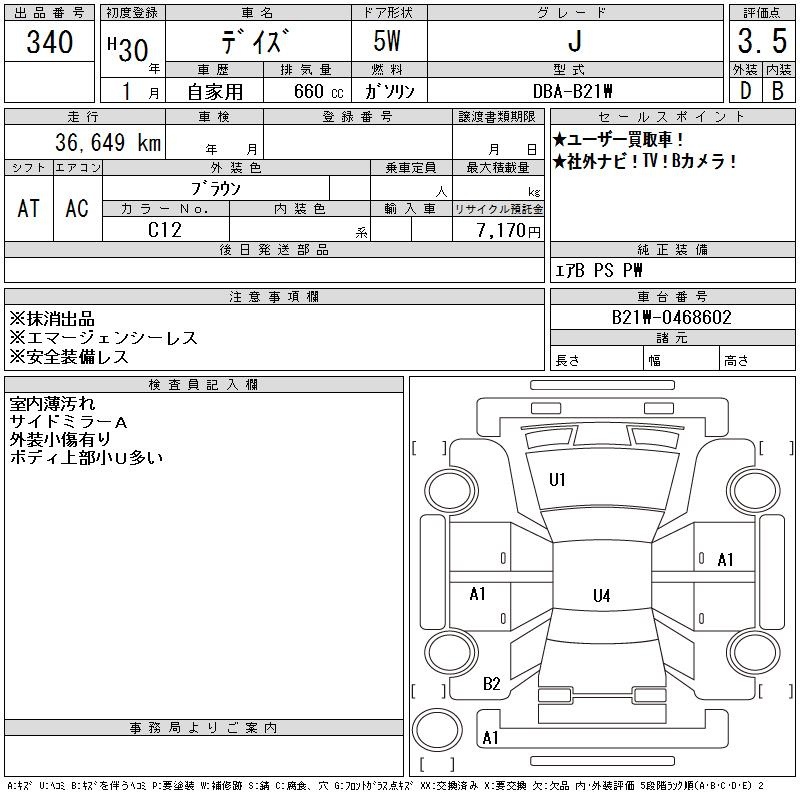 出品番号 初度登録 車名 ドア形状 グレード 評価点
340 H30年 デイズ 5W J 3.5
車歴 排気量 燃料 型式 外装 内装
1月 自家用 660 CC ガソリン DBA-B21W D B
走行 車検 登録番号 譲渡書類期限 セールスポイント
36,649 km 年 月 月 日
★ユーザー買取車！
★社外ナビ！TV！Bカメラ！
シフト エアコン 外装色 乗車定員 最大積載量
AT AC ブラウン 人 kg
カラーNo. 内装色 輸入車 リサイクル預託金
C12 系 7,170円
後日発送部品 純正装備
エアB PS PW
注意事項欄 車台番号
※抹消出品 B21W-0468602
※エマージェンシーレス 諸元
※安全装備レス 長さ 幅 高さ
検査員記入欄
室内薄汚れ
サイドミラーA
外装小傷有り
ボディ上部小U多い
U1
A1
A1
U4
B2
A1
事務局よりご案内
A:キズ U:ヘコミ B:キズを伴うヘコミ P:要塗装 W:補修跡 S:錆 C:腐食、穴 G:フロントガラス点キズ XX:交換済み X:要交換 欠:欠品 内・外装評価 5段階ランク順(A・B・C・D・E) 2